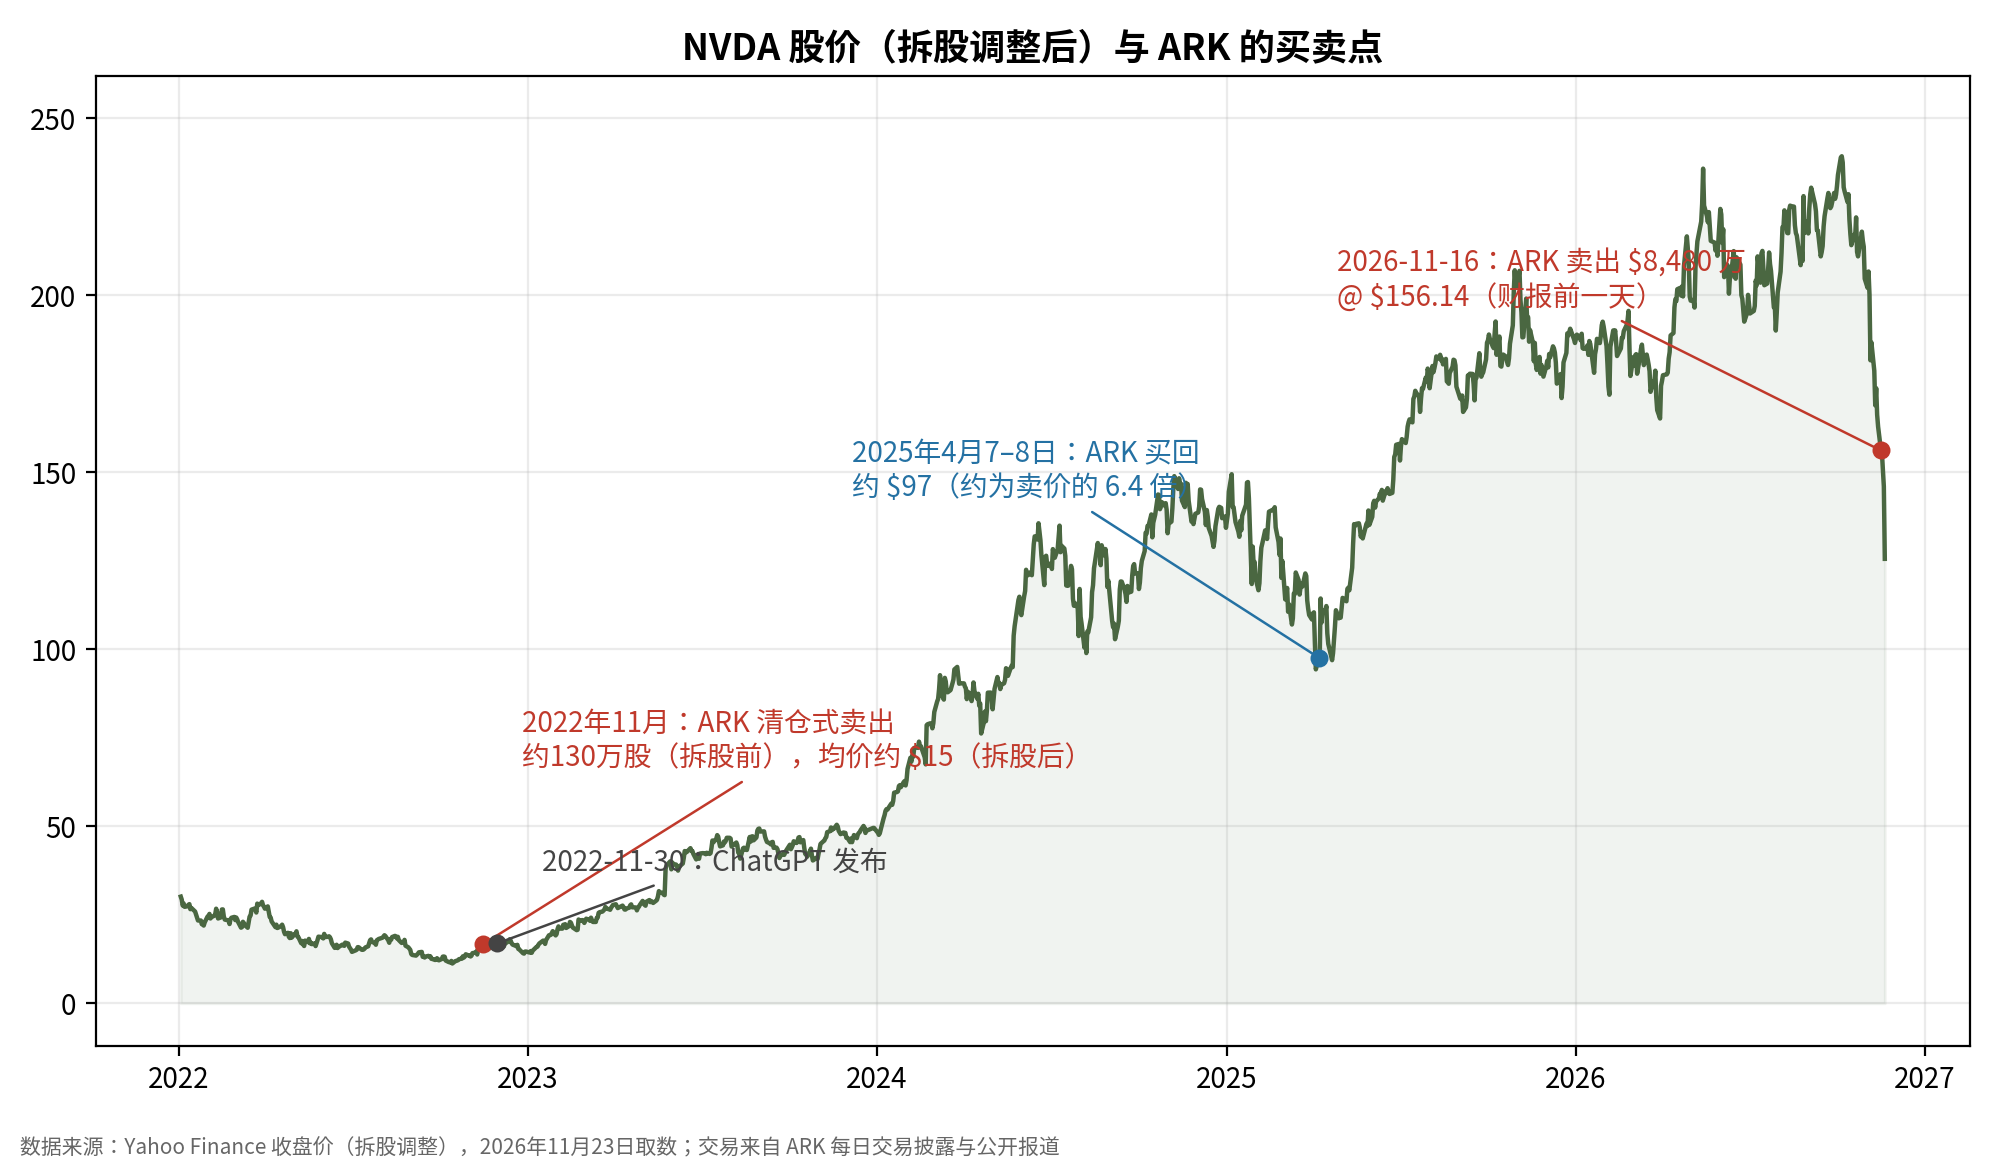 NVDA 股价（拆股调整后）与 ARK 的买卖点
250
200
150
100
50
0
2026-11-16：ARK 卖出 $8,480 万
@ $156.14（财报前一天）
2025年4月7–8日：ARK 买回
约 $97（约为卖价的 6.4 倍）
2022年11月：ARK 清仓式卖出
约130万股（拆股前），均价约 $15（拆股后）
2022-11-30：ChatGPT 发布
2022
2023
2024
2025
2026
2027
数据来源：Yahoo Finance 收盘价（拆股调整），2026年11月23日取数；交易来自 ARK 每日交易披露与公开报道